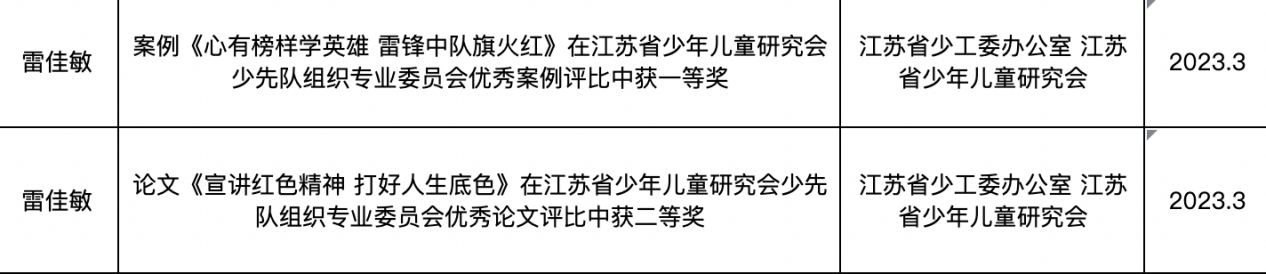 雷佳敏
案例《心有榜样学英雄 雷锋中队旗火红》在江苏省少年儿童研究会
少先队组织专业委员会优秀案例评比中获一等奖
江苏省少工委办公室 江苏
省少年儿童研究会
2023.3
雷佳敏
论文《宣讲红色精神 打好人生底色》在江苏省少年儿童研究会少先
队组织专业委员会优秀论文评比中获二等奖
江苏省少工委办公室 江苏
省少年儿童研究会
2023.3